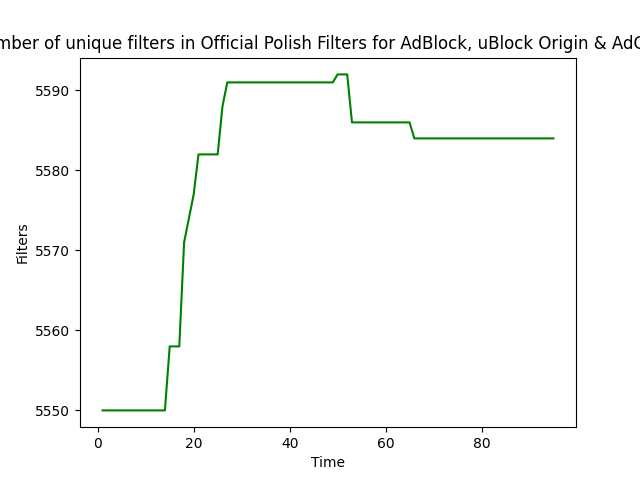 mber of unique filters in Official Polish Filters for AdBlock, uBlock Origin & AdG
5590
5580
5570
5560
5550
Filters
0 20 40 60 80
Time